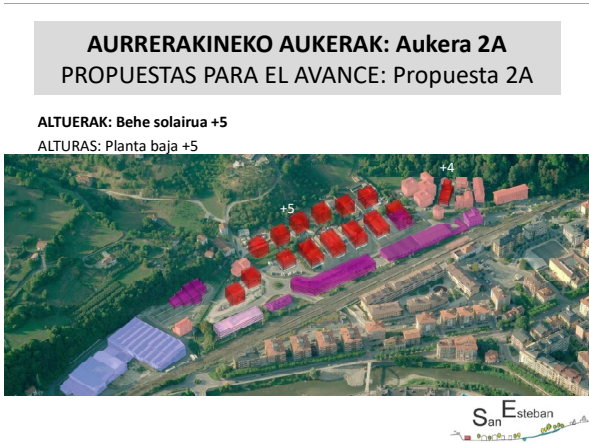 AURRERAKINEKO AUKERAK: Aukera 2A
PROPUESTAS PARA EL AVANCE: Propuesta 2A
ALTUERAK: Behe solairua +5
ALTURAS: Planta baja +5
+4
+5
San Esteban